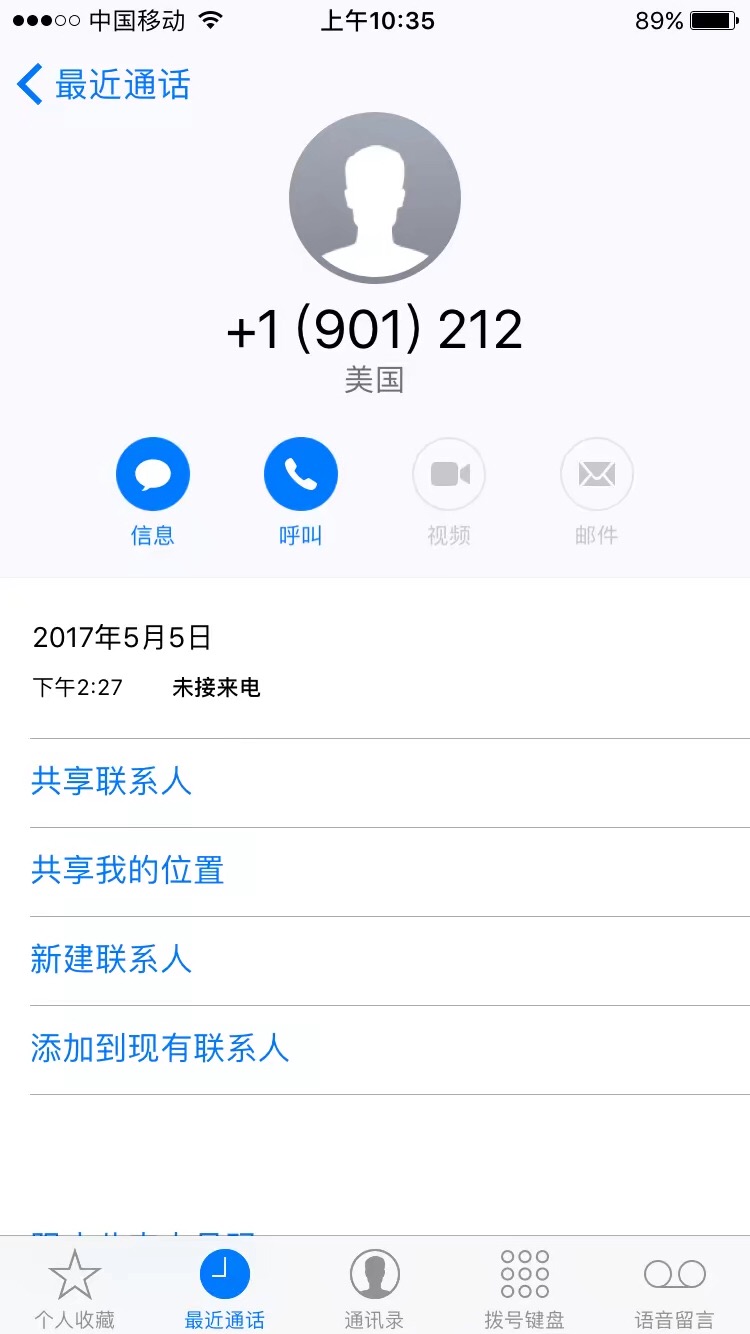 中国移动 上午10:35 89%
最近通话
+1 (901) 212
美国
信息 呼叫 视频 邮件
2017年5月5日
下午2:27 未接来电
共享联系人
共享我的位置
新建联系人
添加到现有联系人
个人收藏 最近通话 通讯录 拨号键盘 语音留言